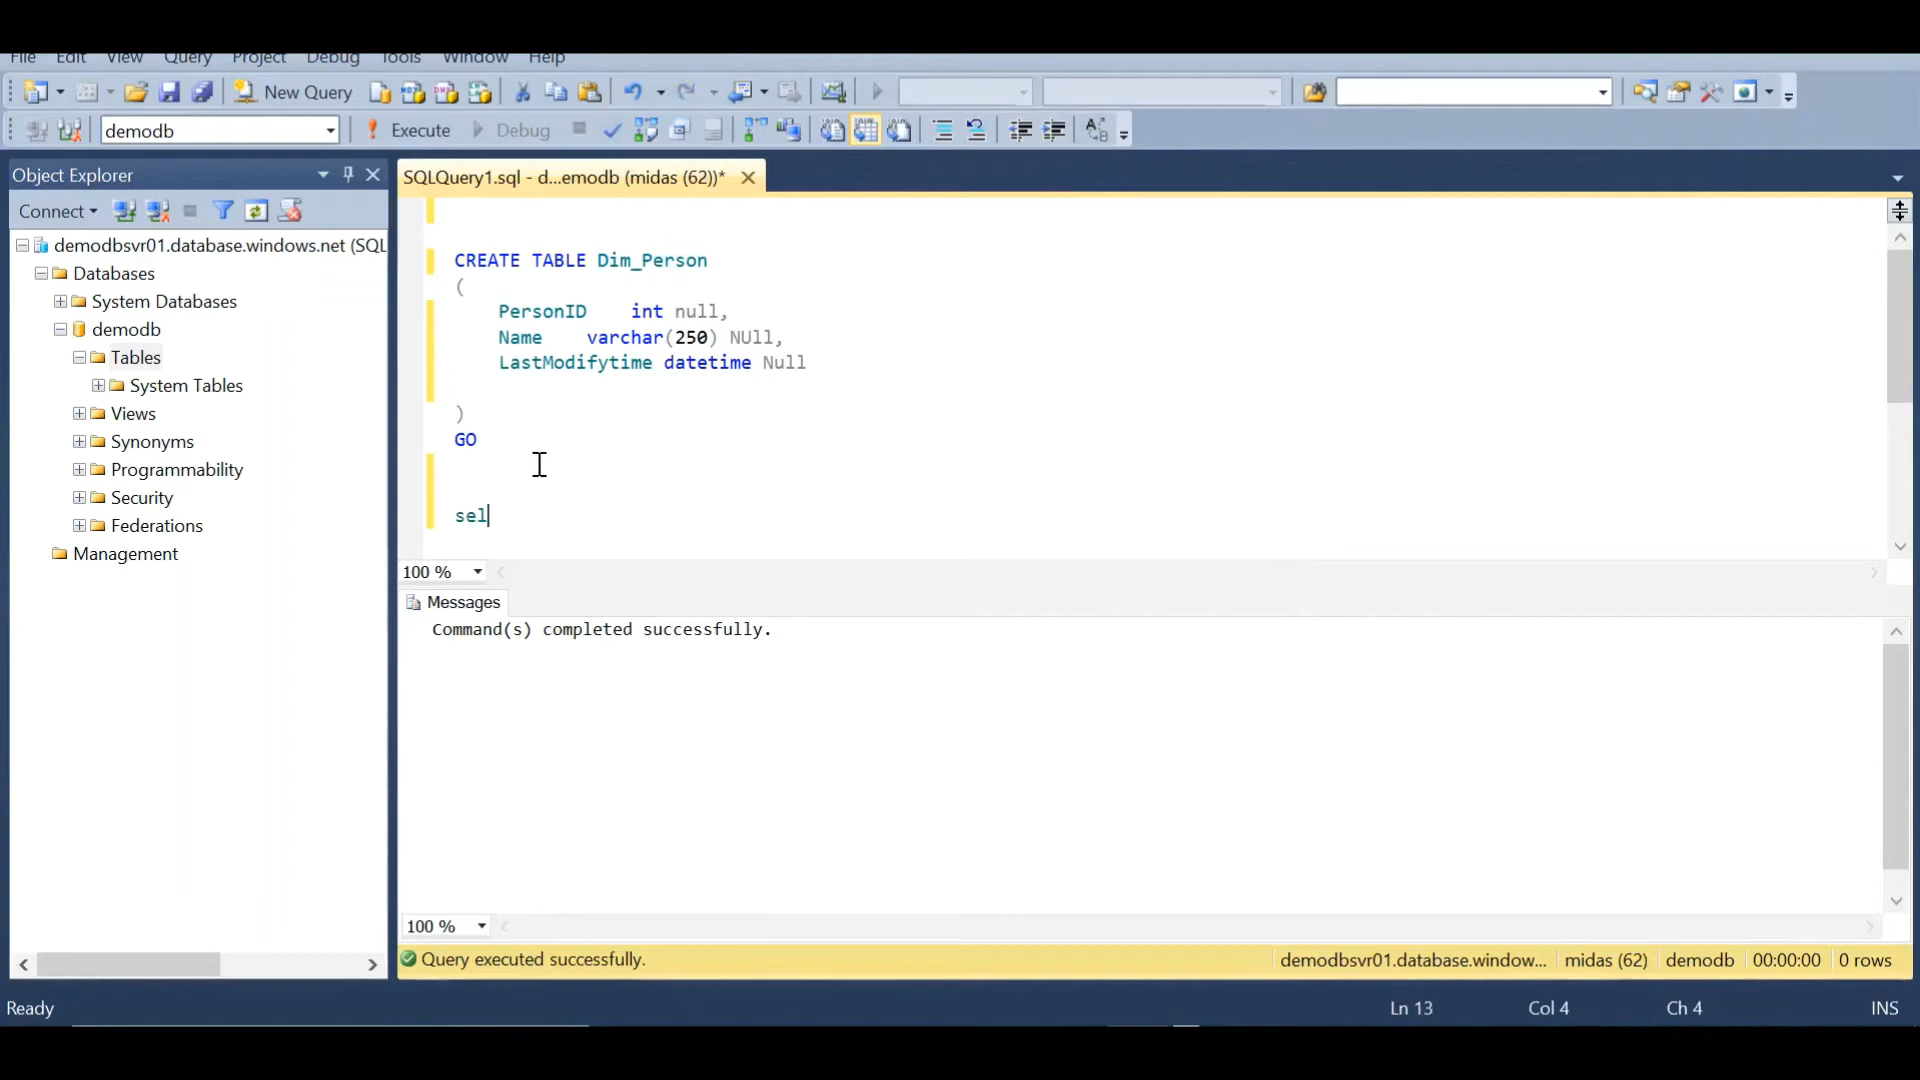 File Edit View Query Project Debug Tools Window Help
New Query
demodb Execute Debug
Object Explorer
Connect
demodbsvr01.database.windows.net (SQL
Databases
System Databases
demodb
Tables
System Tables
Views
Synonyms
Programmability
Security
Federations
Management
SQLQuery1.sql - d...emodb (midas (62))*
CREATE TABLE Dim_Person
(
PersonID int null,
Name varchar(250) NUll,
LastModifytime datetime Null
)
GO
sel
100 %
Messages
Command(s) completed successfully.
100 %
Query executed successfully. demodbsvr01.database.window... midas (62) demodb 00:00:00 0 rows
Ready Ln 13 Col 4 Ch 4 INS